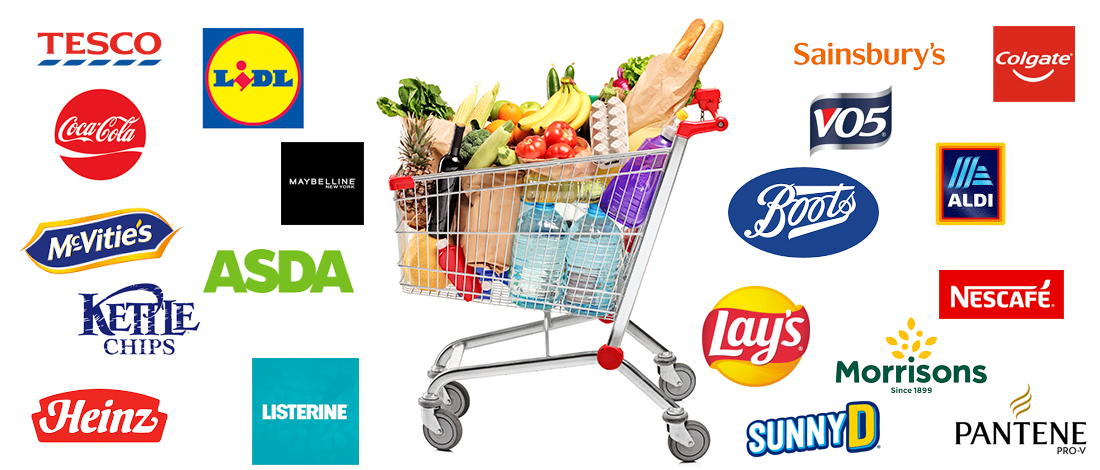 TESCO
LIDL
Coca-Cola
MAYBELLINE
NEW YORK
McVitie's
ASDA
KETTLE
CHIPS
LISTERINE
Heinz
Sainsbury's
Colgate®
VO5
Boots
ALDI
NESCAFÉ®
Lay's®
Morrisons
Since 1899
SUNNYD®
PANTENE®
PRO-V